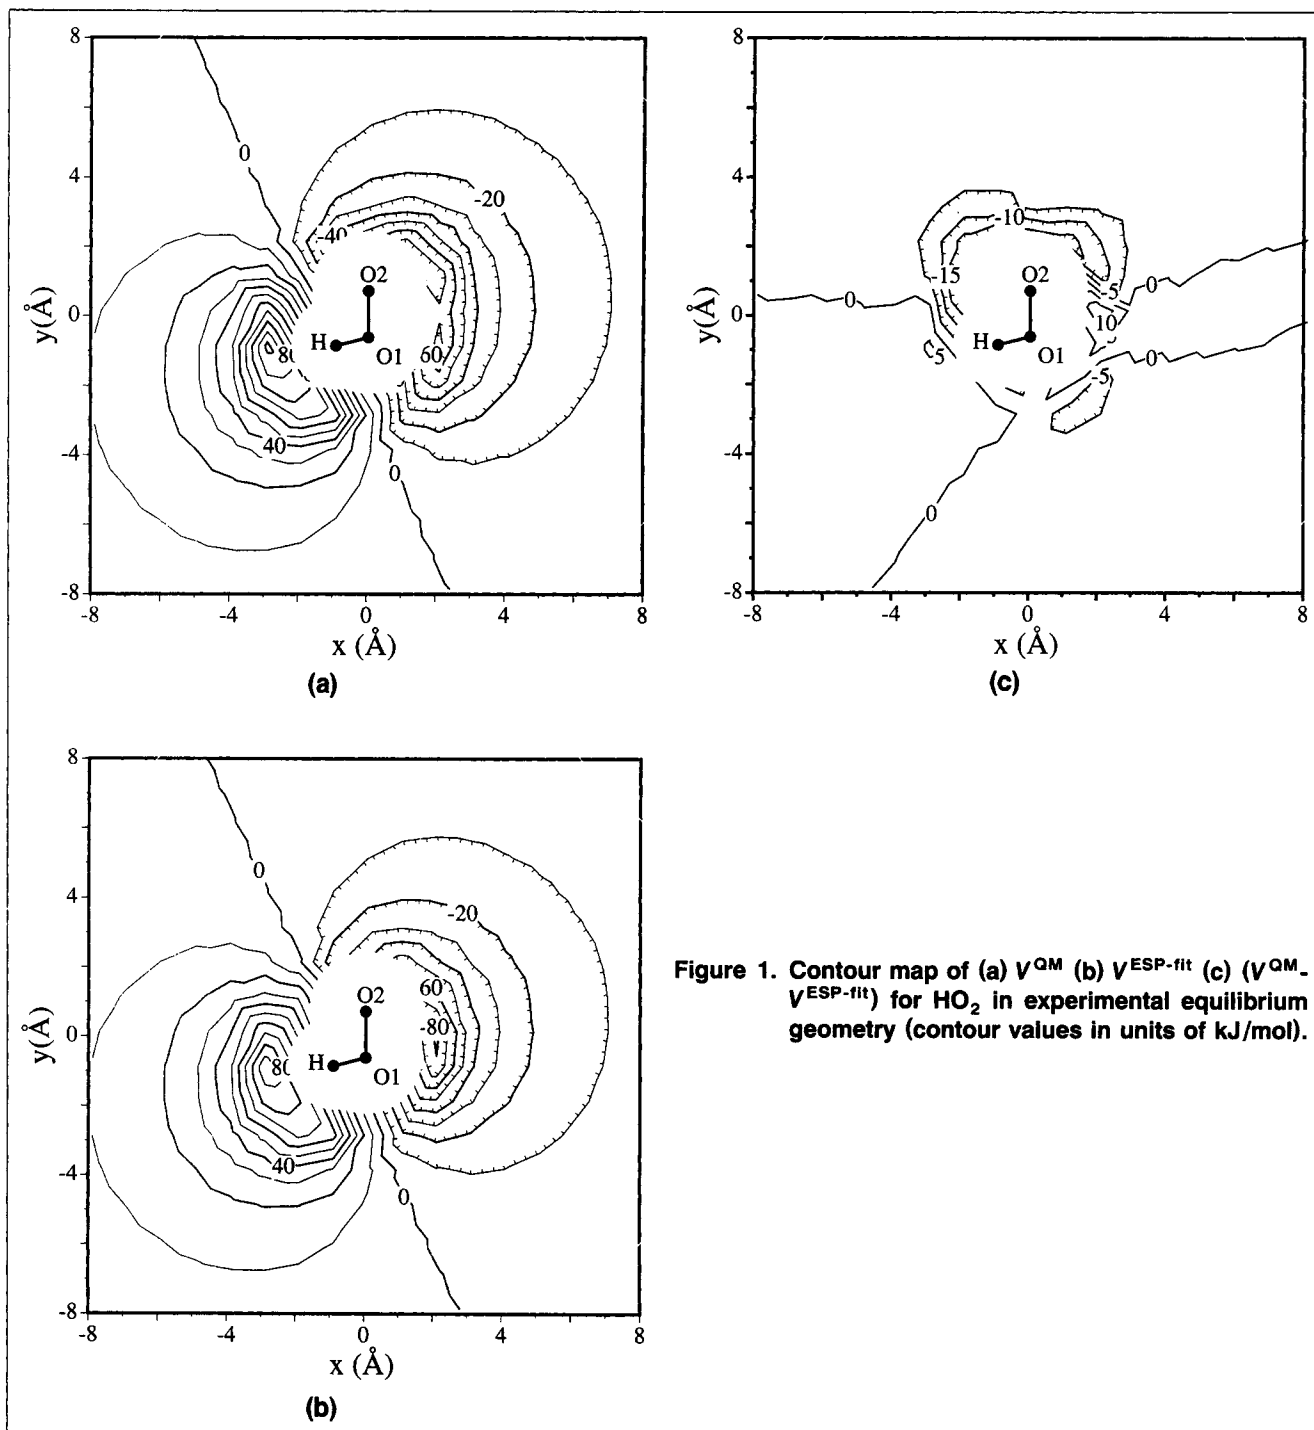 8
4
0
-4
-8
y(Å)
0
-20
-40
O2
H
O1
80
60
40
0
-8
-4
0
4
8
x (Å)
(a)
8
4
0
-4
-8
y(Å)
-10
-15
O2
-5
0
0
10
H
O1
5
0
-5
0
-8
-4
0
4
8
x (Å)
(c)
8
4
0
-4
-8
y(Å)
0
-20
60
O2
-80
H
O1
80
40
0
-8
-4
0
4
8
x (Å)
(b)
Figure 1. Contour map of (a) V^QM (b) V^ESP-fit (c) (V^QM-
V^ESP-fit) for HO₂ in experimental equilibrium
geometry (contour values in units of kJ/mol).